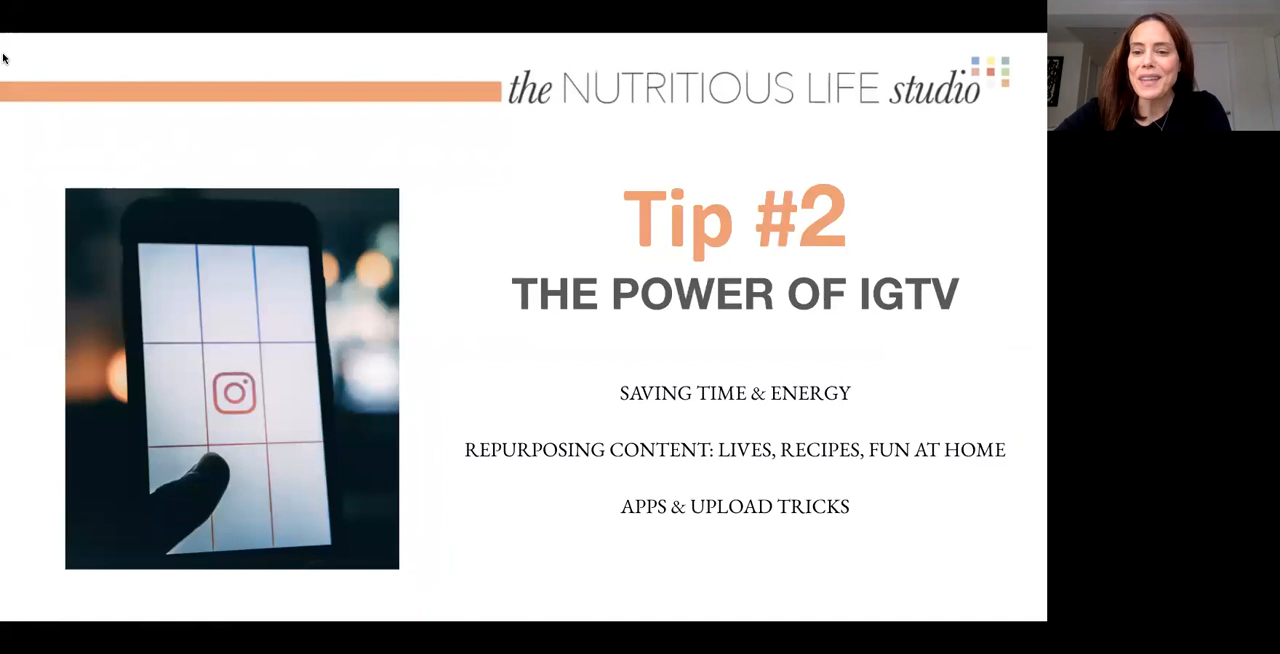 the NUTRITIOUS LIFE studio
Tip #2
THE POWER OF IGTV
SAVING TIME & ENERGY
REPURPOSING CONTENT: LIVES, RECIPES, FUN AT HOME
APPS & UPLOAD TRICKS